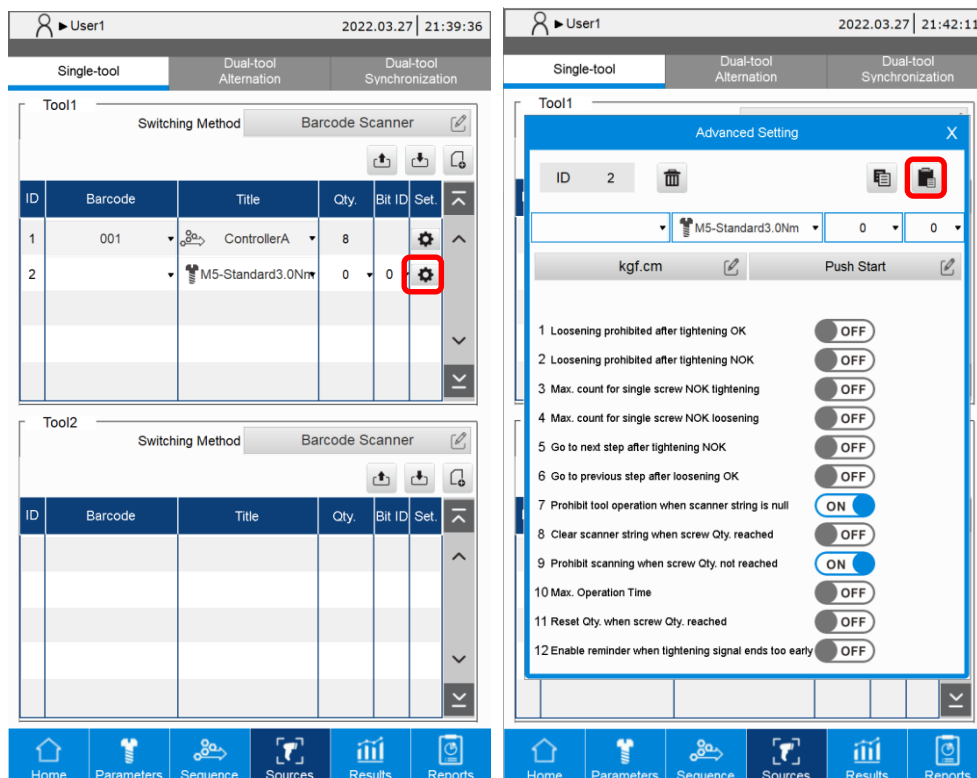 ►User1 2022.03.27 21:39:36
Single-tool Dual-tool Alternation Dual-tool Synchronization
Tool1
Switching Method Barcode Scanner
ID Barcode Title Qty. Bit ID Set.
1 001 ControllerA 8
2 M5-Standard3.0Nm 0 0
Tool2
Switching Method Barcode Scanner
ID Barcode Title Qty. Bit ID Set.
Home Parameters Sequence Sources Results Reports
►User1 2022.03.27 21:42:11
Single-tool Dual-tool Alternation Dual-tool Synchronization
Tool1
Advanced Setting X
ID 2
M5-Standard3.0Nm 0 0
kgf.cm Push Start
1 Loosening prohibited after tightening OK OFF
2 Loosening prohibited after tightening NOK OFF
3 Max. count for single screw NOK tightening OFF
4 Max. count for single screw NOK loosening OFF
5 Go to next step after tightening NOK OFF
6 Go to previous step after loosening OK OFF
7 Prohibit tool operation when scanner string is null ON
8 Clear scanner string when screw Qty. reached OFF
9 Prohibit scanning when screw Qty. not reached ON
10 Max. Operation Time OFF
11 Reset Qty. when screw Qty. reached OFF
12 Enable reminder when tightening signal ends too early OFF
Home Parameters Sequence Sources Results Reports